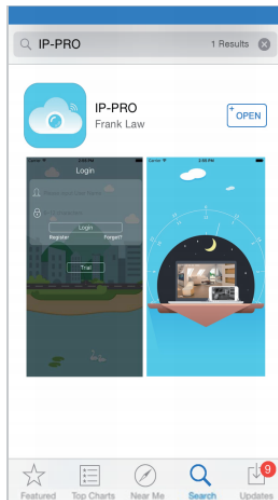 IP-PRO
1 Results
IP-PRO
Frank Law
OPEN
Login
Login
Register
Forget?
Trial
Featured
Top Charts
Near Me
Search
Updates
9